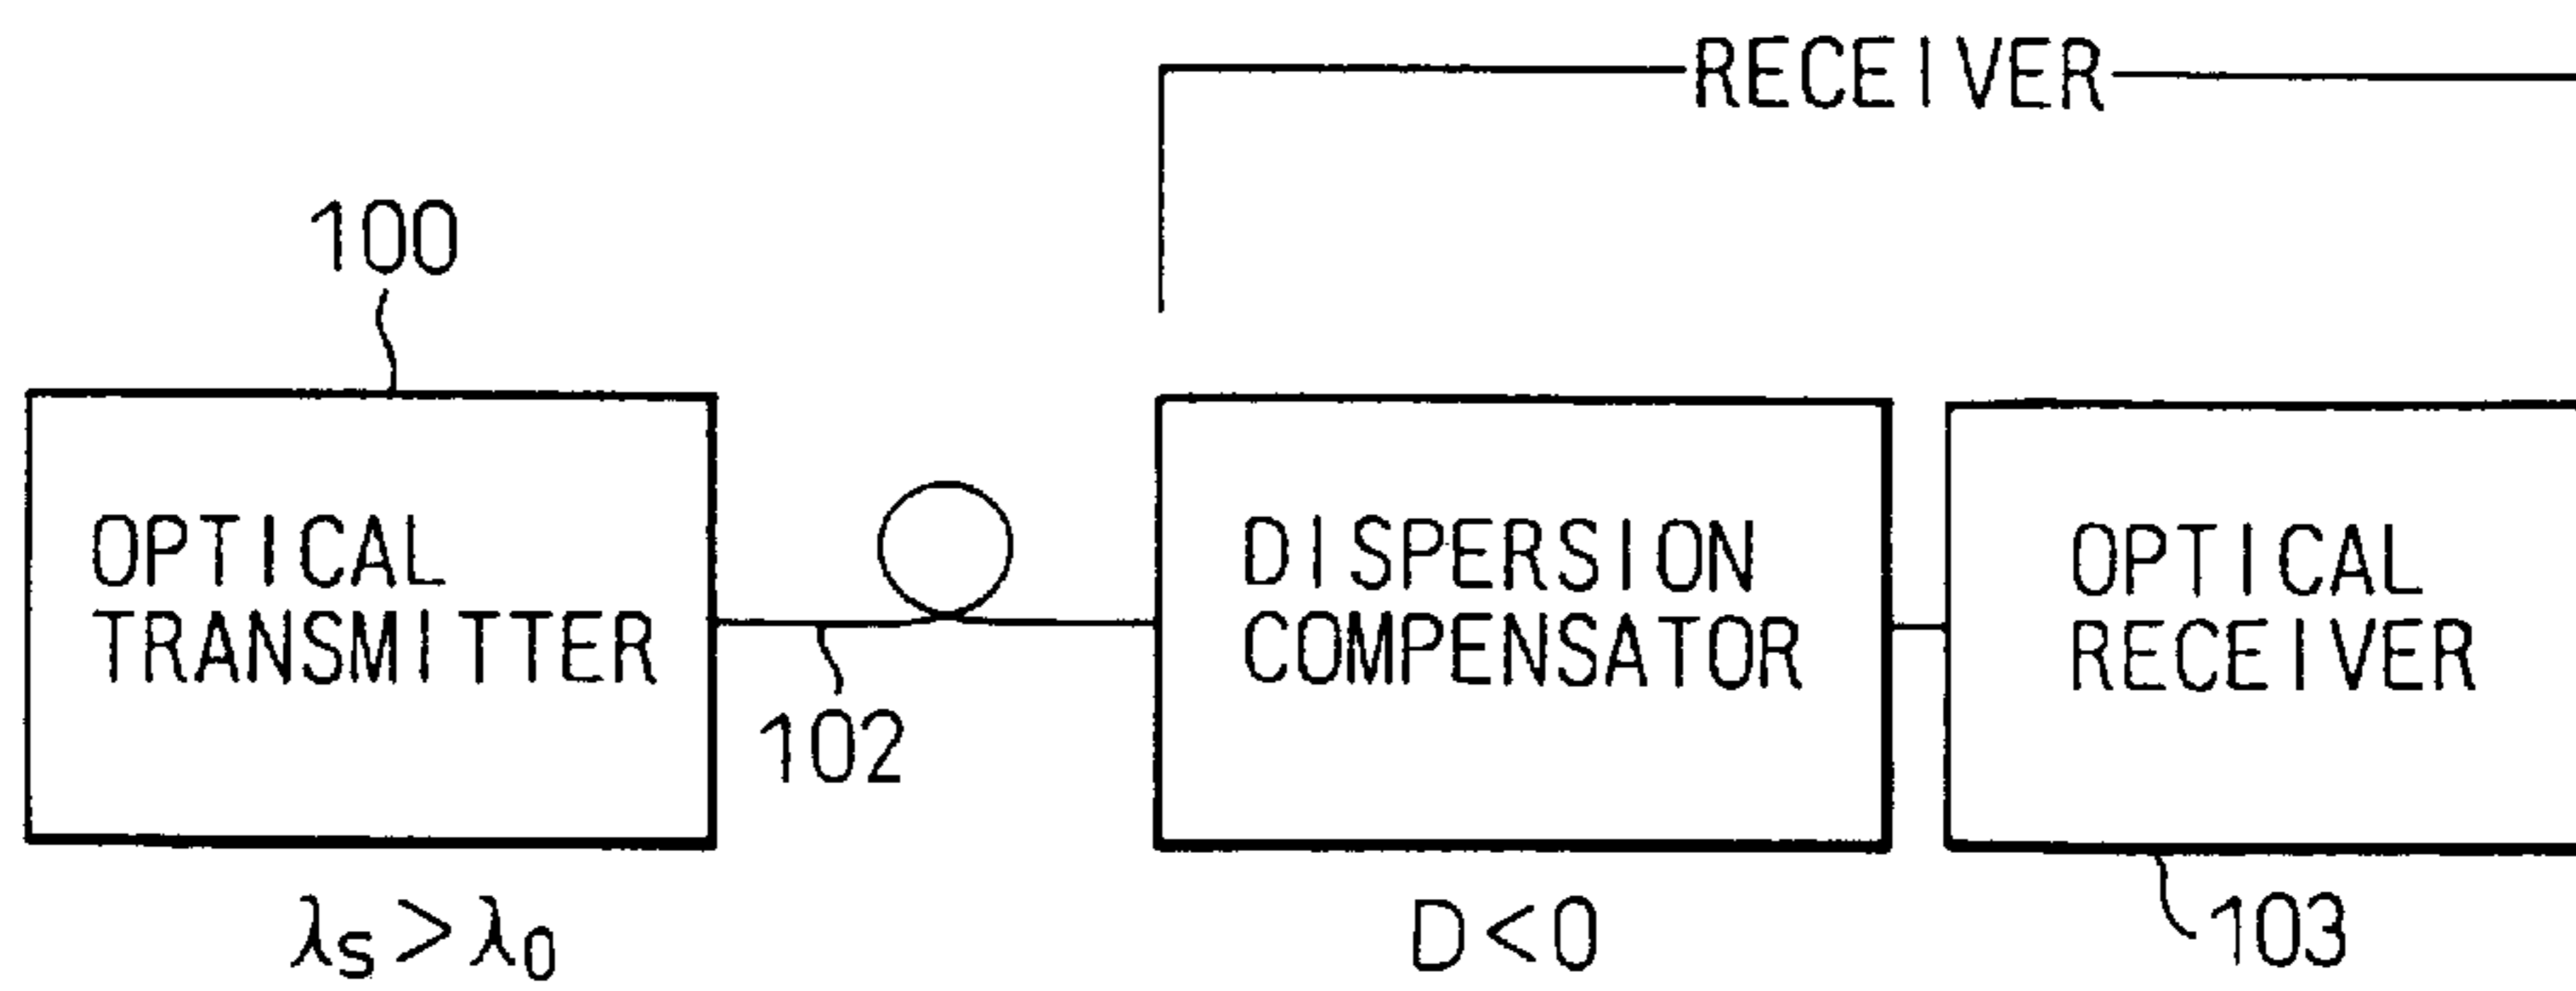 RECEIVER
100
OPTICAL
TRANSMITTER
102
DISPERSION
COMPENSATOR
OPTICAL
RECEIVER
λS>λ0
D<0
103